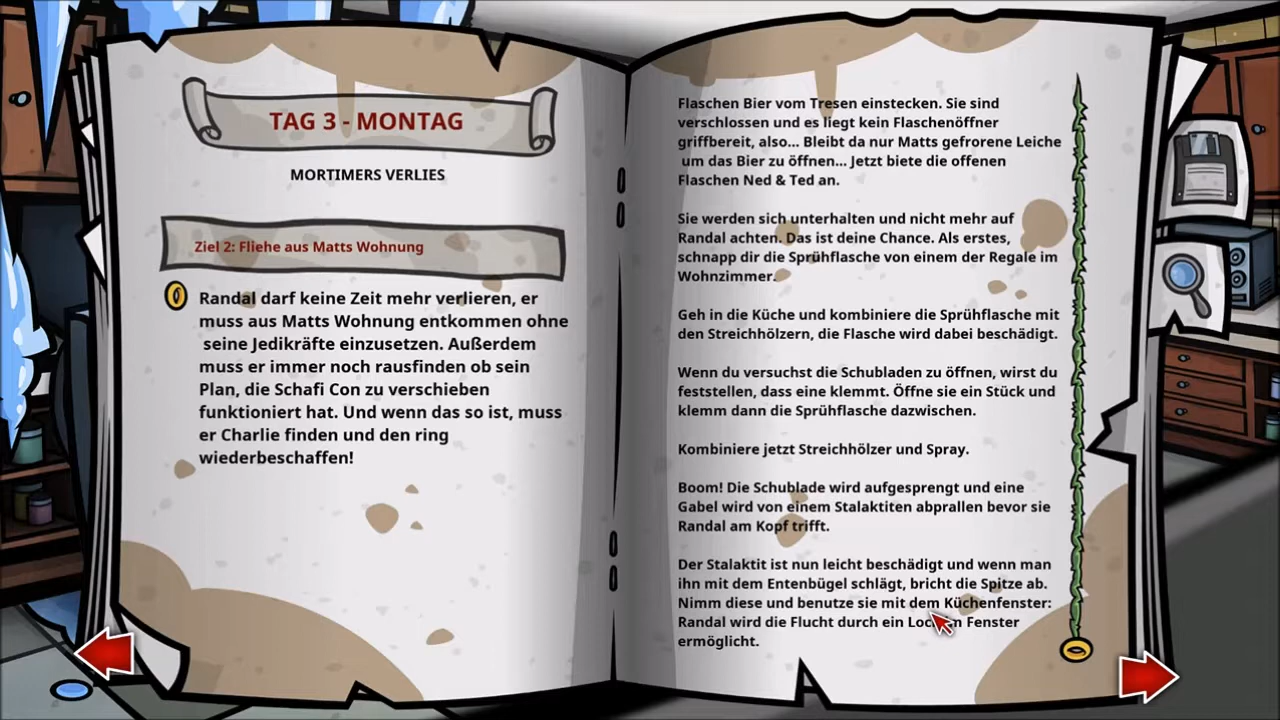 TAG 3 - MONTAG
MORTIMERS VERLIES
Ziel 2: Fliehe aus Matts Wohnung
Randal darf keine Zeit mehr verlieren, er
muss aus Matts Wohnung entkommen ohne
seine Jedikräfte einzusetzen. Außerdem
muss er immer noch rausfinden ob sein
Plan, die Schafi Con zu verschieben
funktioniert hat. Und wenn das so ist, muss
er Charlie finden und den ring
wiederbeschaffen!
Flaschen Bier vom Tresen einstecken. Sie sind
verschlossen und es liegt kein Flaschenöffner
griffbereit, also... Bleibt da nur Matts gefrorene Leiche
um das Bier zu öffnen... Jetzt biete die offenen
Flaschen Ned & Ted an.
Sie werden sich unterhalten und nicht mehr auf
Randal achten. Das ist deine Chance. Als erstes,
schnapp dir die Sprühflasche von einem der Regale im
Wohnzimmer.
Geh in die Küche und kombiniere die Sprühflasche mit
den Streichhölzern, die Flasche wird dabei beschädigt.
Wenn du versuchst die Schubladen zu öffnen, wirst du
feststellen, dass eine klemmt. Öffne sie ein Stück und
klemm dann die Sprühflasche dazwischen.
Kombiniere jetzt Streichhölzer und Spray.
Boom! Die Schublade wird aufgesprengt und eine
Gabel wird von einem Stalaktiten abprallen bevor sie
Randal am Kopf trifft.
Der Stalaktit ist nun leicht beschädigt und wenn man
ihn mit dem Entenbügel schlägt, bricht die Spitze ab.
Nimm diese und benutze sie mit dem Küchenfenster:
Randal wird die Flucht durch ein Fenster
ermöglicht.